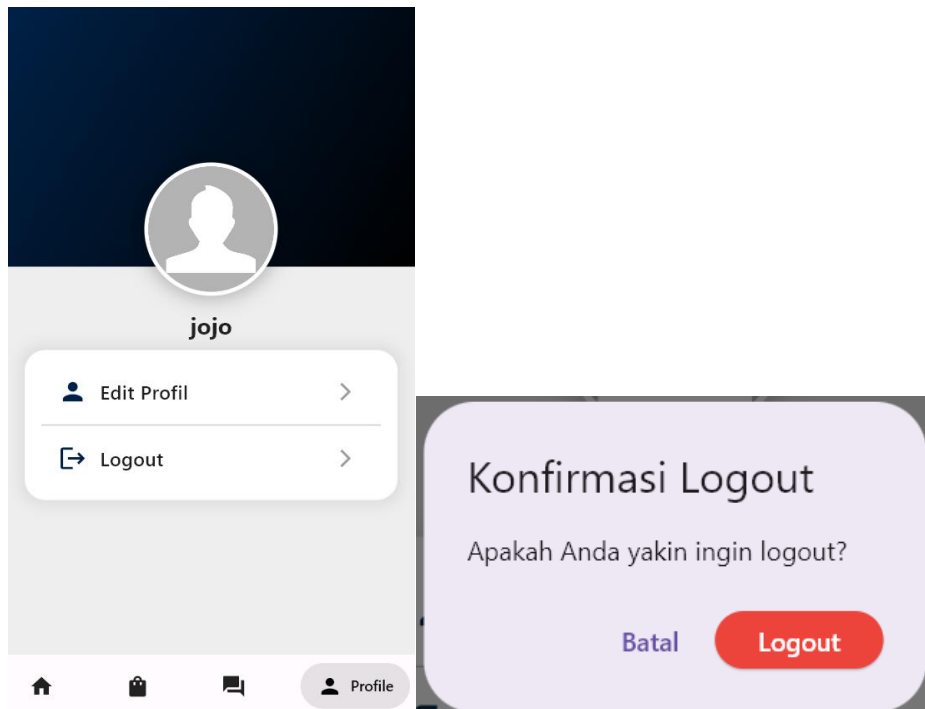 jojo
Edit Profil
Logout
Profile
Konfirmasi Logout
Apakah Anda yakin ingin logout?
Batal Logout